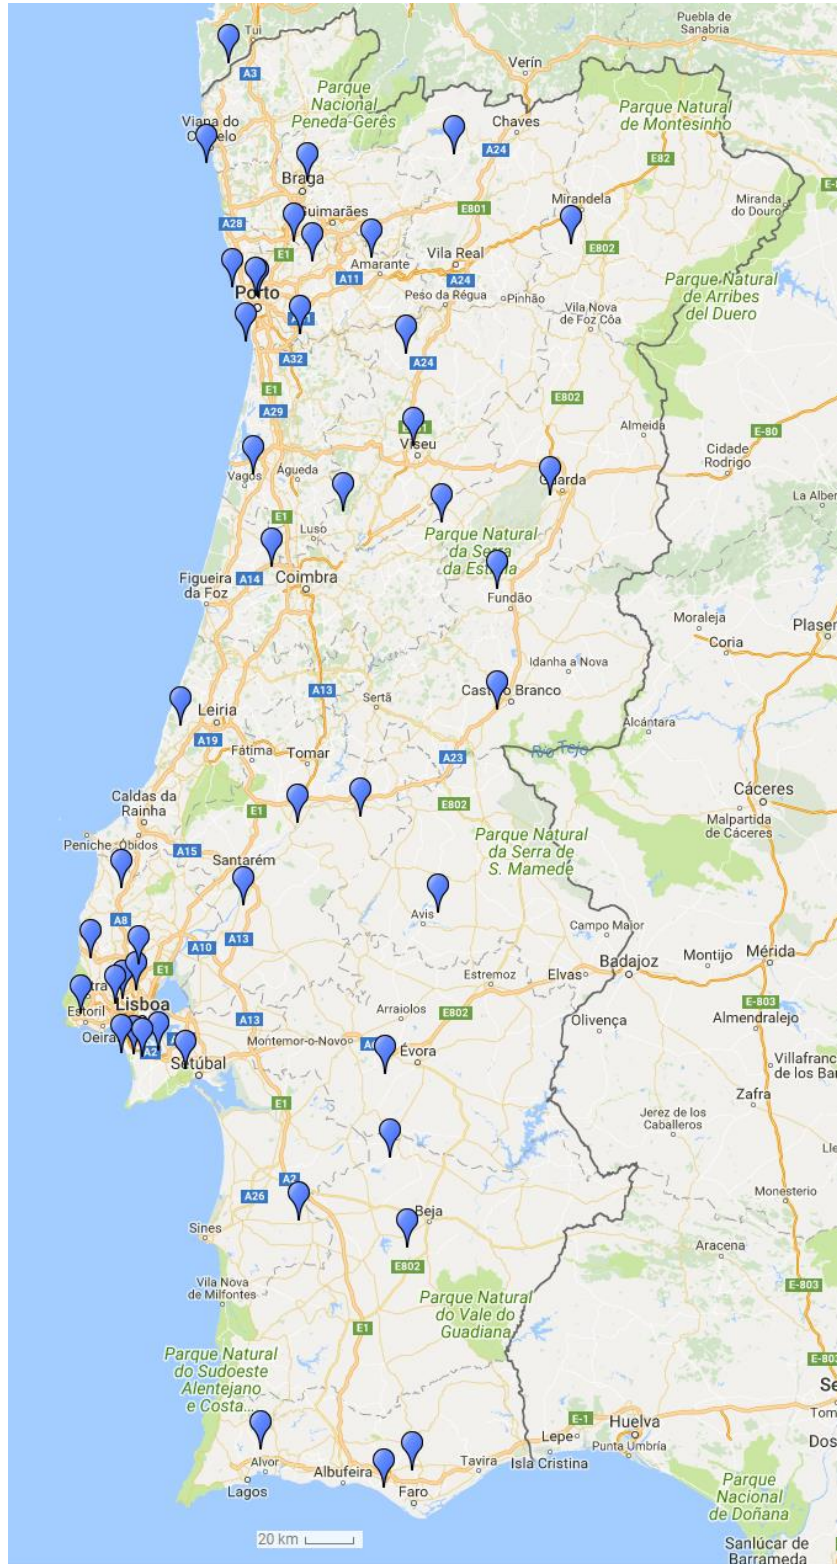 Puebla de
Sanabria
Tui
Verín
A3
Parque
Nacional
Peneda-Gerês
Parque Natural
de Montesinho
Viana do
Chaves
A24
E82
Braga
Mirandela
Miranda
do Douro
Guimarães
E801
A28
E1
E802
Vila Real
Amarante
A11
A24
Parque Natural
de Arribes
del Duero
Porto
Peso da Régua
Pinhão
Vila Nova
de Foz Côa
A32
A24
E1
E802
A29
Almeida
E-80
Viseu
Cidade
Rodrigo
Vagos
Águeda
Guarda
La Alber
E1
Luso
Parque Natural
da Serra
da Estrela
A14
Coimbra
Figueira
da Foz
Fundão
Moraleja
Plasen
Coria
Idanha a Nova
A13
Sertã
Castelo Branco
Leiria
Alcántara
A19
Fátima
Tomar
A23
Rio Tejo
Cáceres
Caldas da
Rainha
E1
E802
Malpartida
de Cáceres
Peniche
Óbidos
A15
Parque Natural
da Serra de
S. Mamede
Santarém
A8
Avis
Campo Maior
A10
A13
Badajoz
Montijo
Mérida
E1
Estremoz
Elvas
Lisboa
E-803
Estoril
Arraiolos
E802
Almendralejo
A13
Olivença
Oeira
A2
Montemor-o-Novo
Évora
Villafranc
de los Bar
Setúbal
Zafra
E1
Jerez de los
Caballeros
Lle
A2
A26
Monesterio
Beja
Sines
Aracena
E802
E-803
Vila Nova
de Milfontes
Parque Natural
do Vale do
Guadiana
E1
Parque Natural
do Sudoeste
Alentejano
e Costa...
E-803
Se
E-1
Huelva
Tom
Lepe
Dos
Punta Umbría
Alvor
Tavira
Isla Cristina
Albufeira
Lagos
Faro
Parque
Nacional
de Doñana
20 km
Sanlúcar de
Barrameda